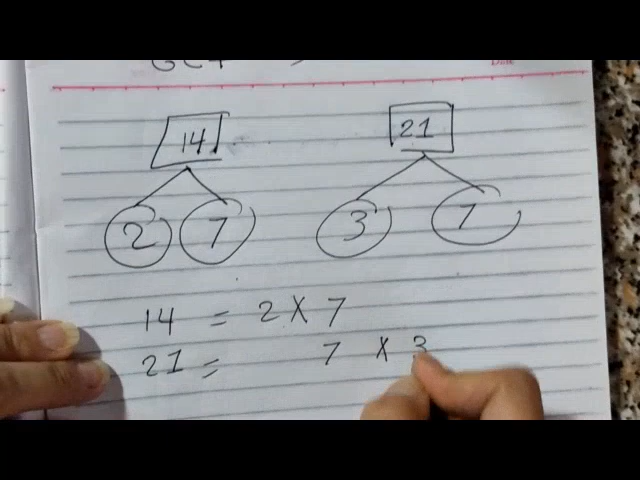 14 21
2 7 3 7
14 = 2 X 7
21 = 7 X 3